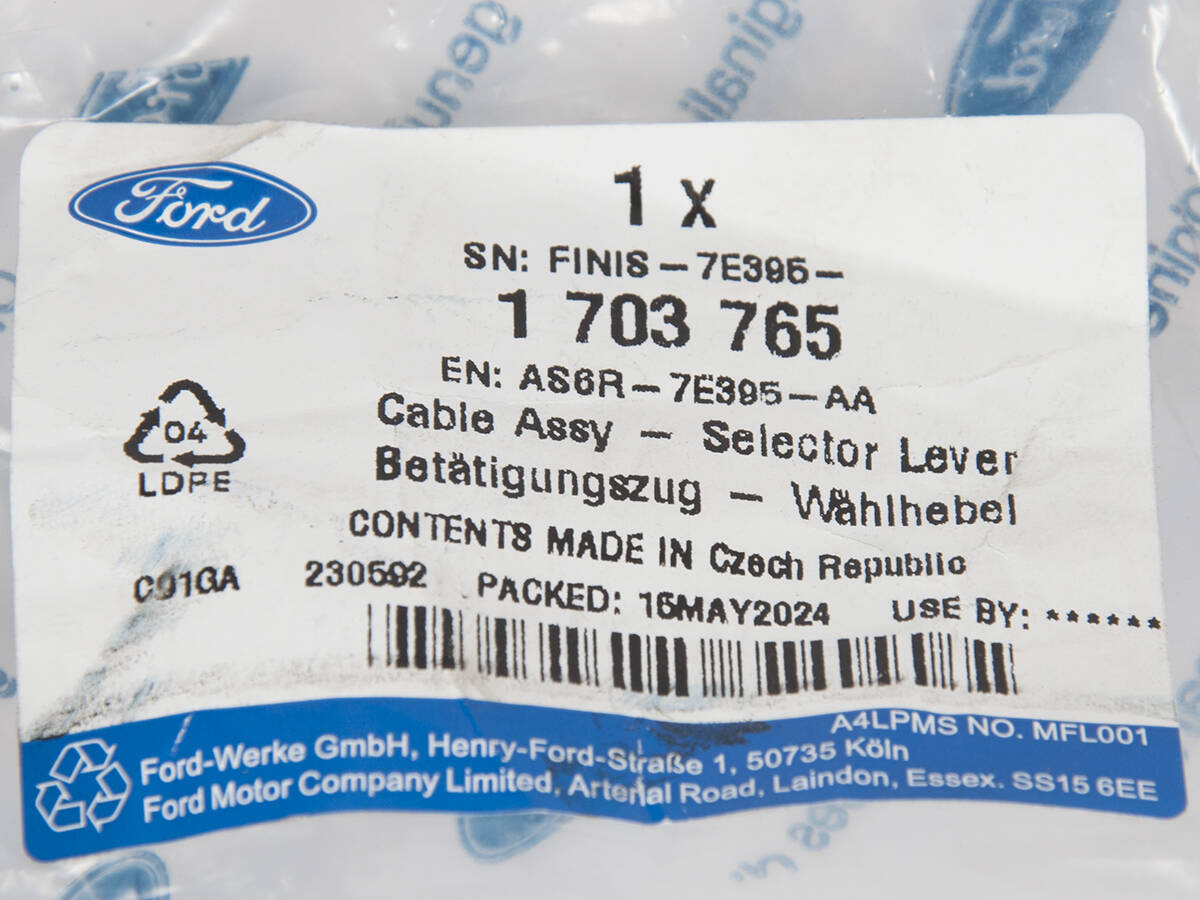 genui
ginali
Ford
1 x
SN: FINIS – 7E395 –
1 703 765
EN: AS6R – 7E395 – AA
Cable Assy – Selector Lever
Betätigungszug – Wählhebel
04
LDPE
CONTENTS MADE IN Czech Republic
230592 PACKED: 15MAY2024 USE BY: ******
A4LPMS NO. MFL001
Ford-Werke GmbH, Henry-Ford-Straße 1, 50735 Köln
Ford Motor Company Limited, Arterial Road, Laindon, Essex. SS15 6EE